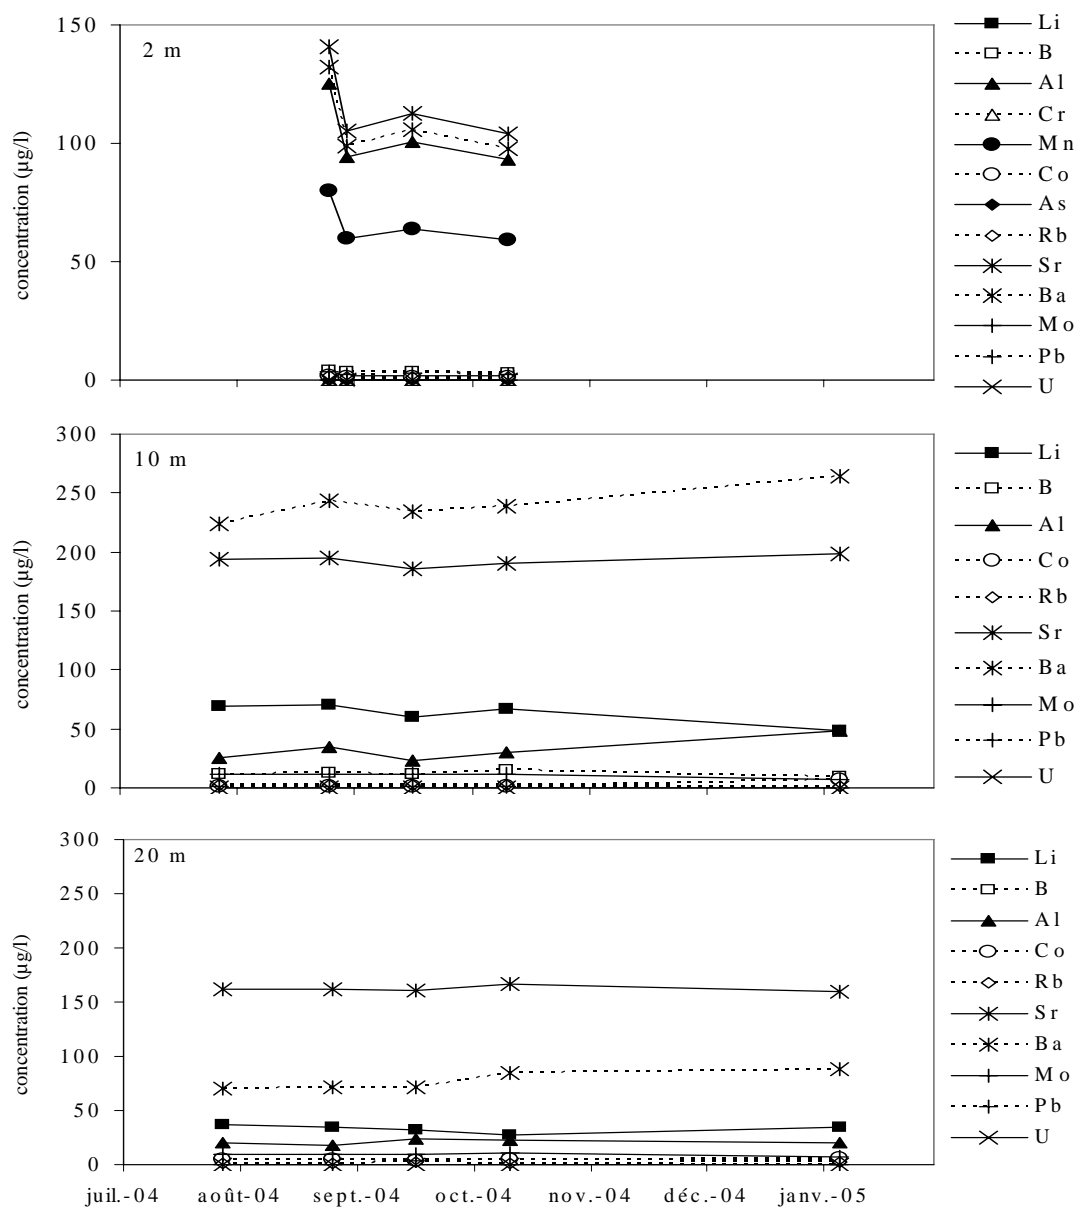 150
100
50
0
concentration (µg/l)
2 m
Li
B
Al
Cr
Mn
Co
As
Rb
Sr
Ba
Mo
Pb
U
300
250
200
150
100
50
0
concentration (µg/l)
10 m
Li
B
Al
Co
Rb
Sr
Ba
Mo
Pb
U
300
250
200
150
100
50
0
concentration (µg/l)
20 m
Li
B
Al
Co
Rb
Sr
Ba
Mo
Pb
U
juil.-04 août-04 sept.-04 oct.-04 nov.-04 déc.-04 janv.-05